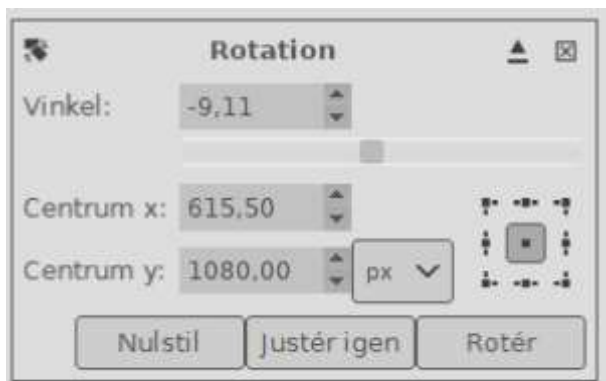 Rotation
Vinkel: -9,11
Centrum x: 615,50
Centrum y: 1080,00 px
Nulstil Justér igen Rotér